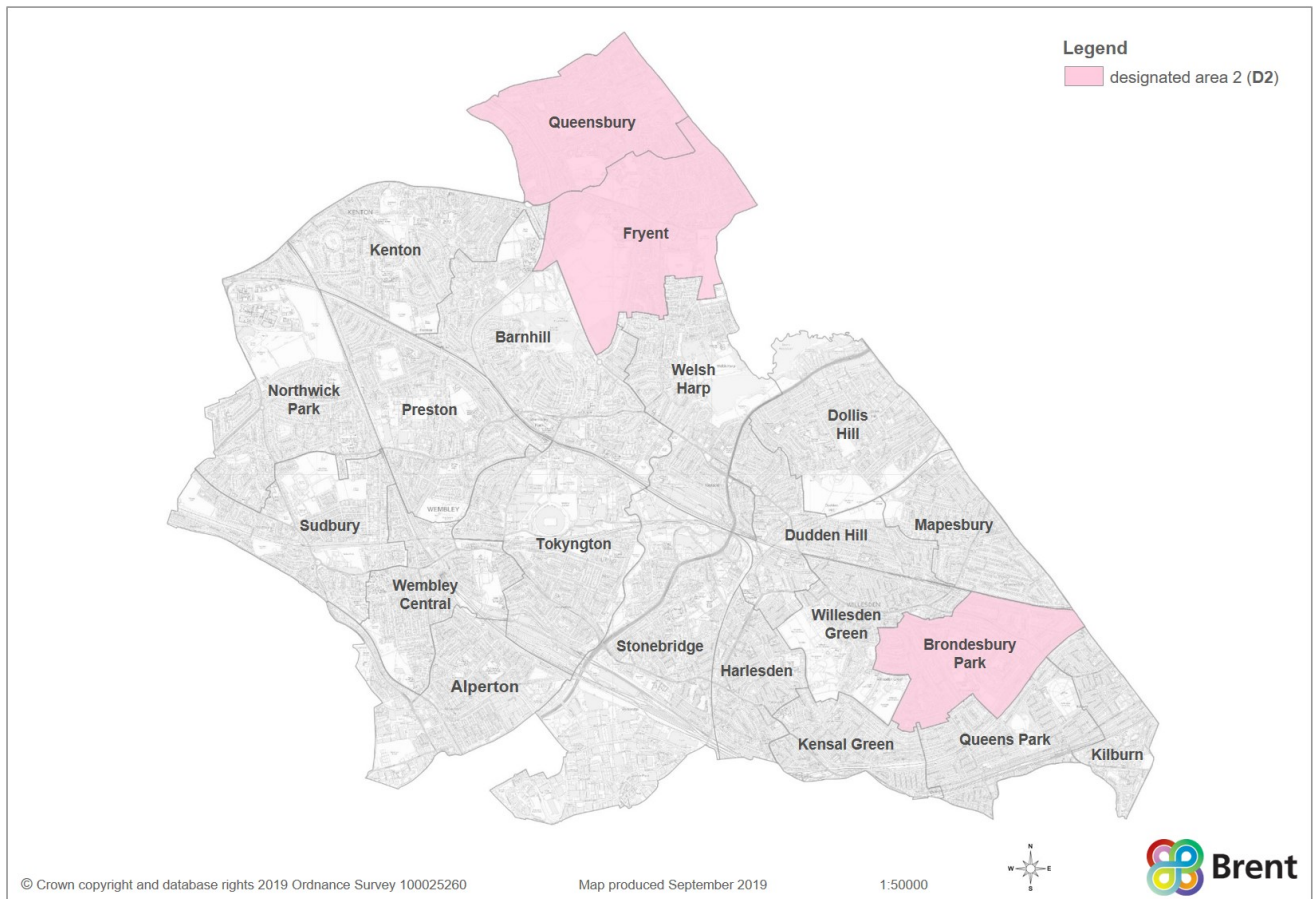 Legend
designated area 2 (D2)
Queensbury
Fryent
KENTON
Kenton
Barnhill
Welsh
Harp
Northwick
Park
Preston
Dollis
Hill
WEMBLEY
Sudbury
Tokyngton
Dudden Hill
Mapesbury
Wembley
Central
WILLESDEN
Willesden
Green
Brondesbury
Park
Stonebridge
Harlesden
Alperton
Kensal Green
Queens Park
Kilburn
N
W
E
S
Brent
© Crown copyright and database rights 2019 Ordnance Survey 100025260
Map produced September 2019
1:50000